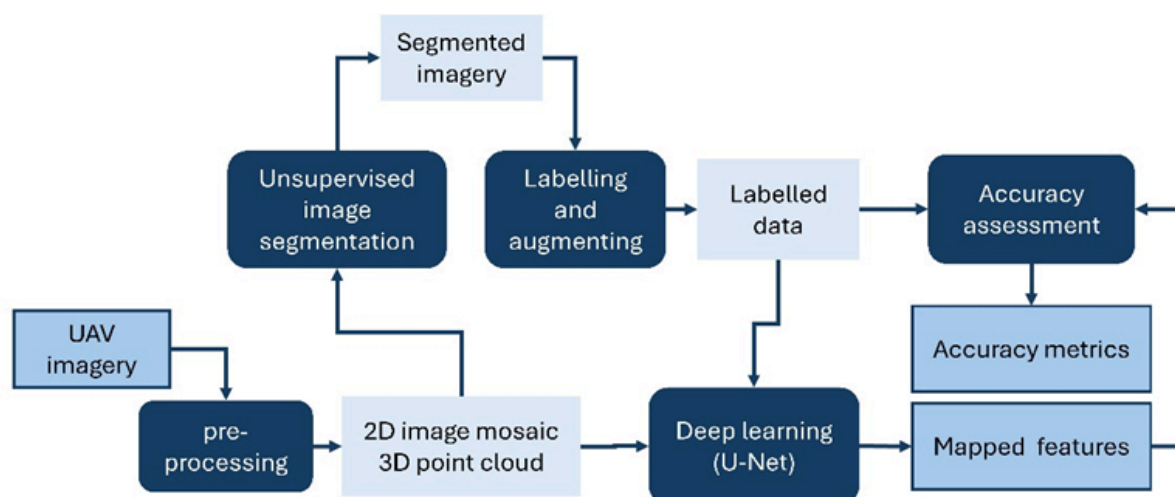 Segmented
imagery
Unsupervised
image
segmentation
Labelling
and
augmenting
Labelled
data
Accuracy
assessment
UAV
imagery
Accuracy metrics
pre-
processing
2D image mosaic
3D point cloud
Deep learning
(U-Net)
Mapped features